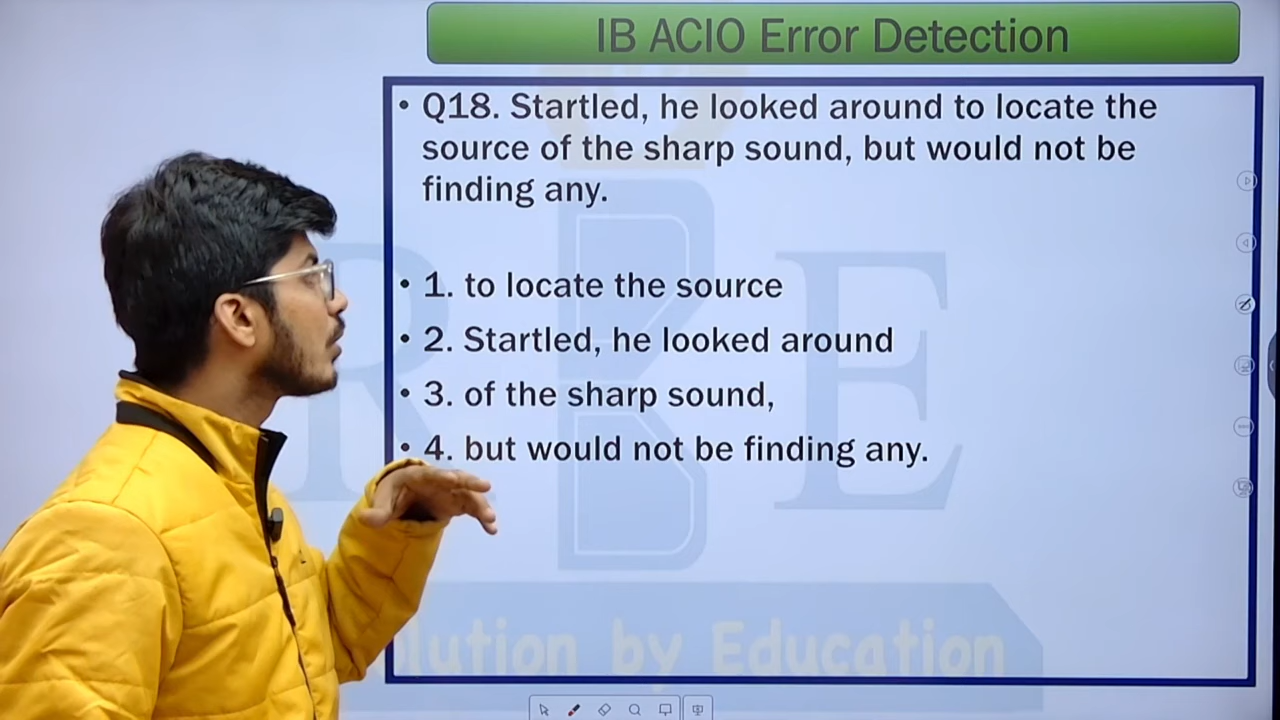 IB ACIO Error Detection
• Q18. Startled, he looked around to locate the
source of the sharp sound, but would not be
finding any.
• 1. to locate the source
• 2. Startled, he looked around
• 3. of the sharp sound,
• 4. but would not be finding any.
RBE
lution by Education